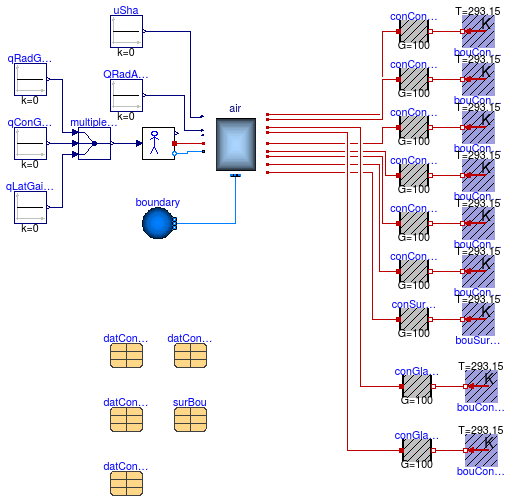 uSha
k=0
qRadG...
k=0
QRadA...
k=0
qConG...
k=0
multiple...
qLatGai...
k=0
air
boundary
conCon...
G=100
T=293.15
K
bouCon...
conCon...
G=100
T=293.15
K
bouCon...
conCon...
G=100
T=293.15
K
bouCon...
conCon...
G=100
T=293.15
K
bouCon...
conCon...
G=100
T=293.15
K
bouCon...
conCon...
G=100
T=293.15
K
bouCon...
conSur...
G=100
T=293.15
K
bouSur...
conGla...
G=100
T=293.15
K
bouCon...
conGla...
G=100
T=293.15
K
bouCon...
datCon...
datCon...
datCon...
surBou
datCon...